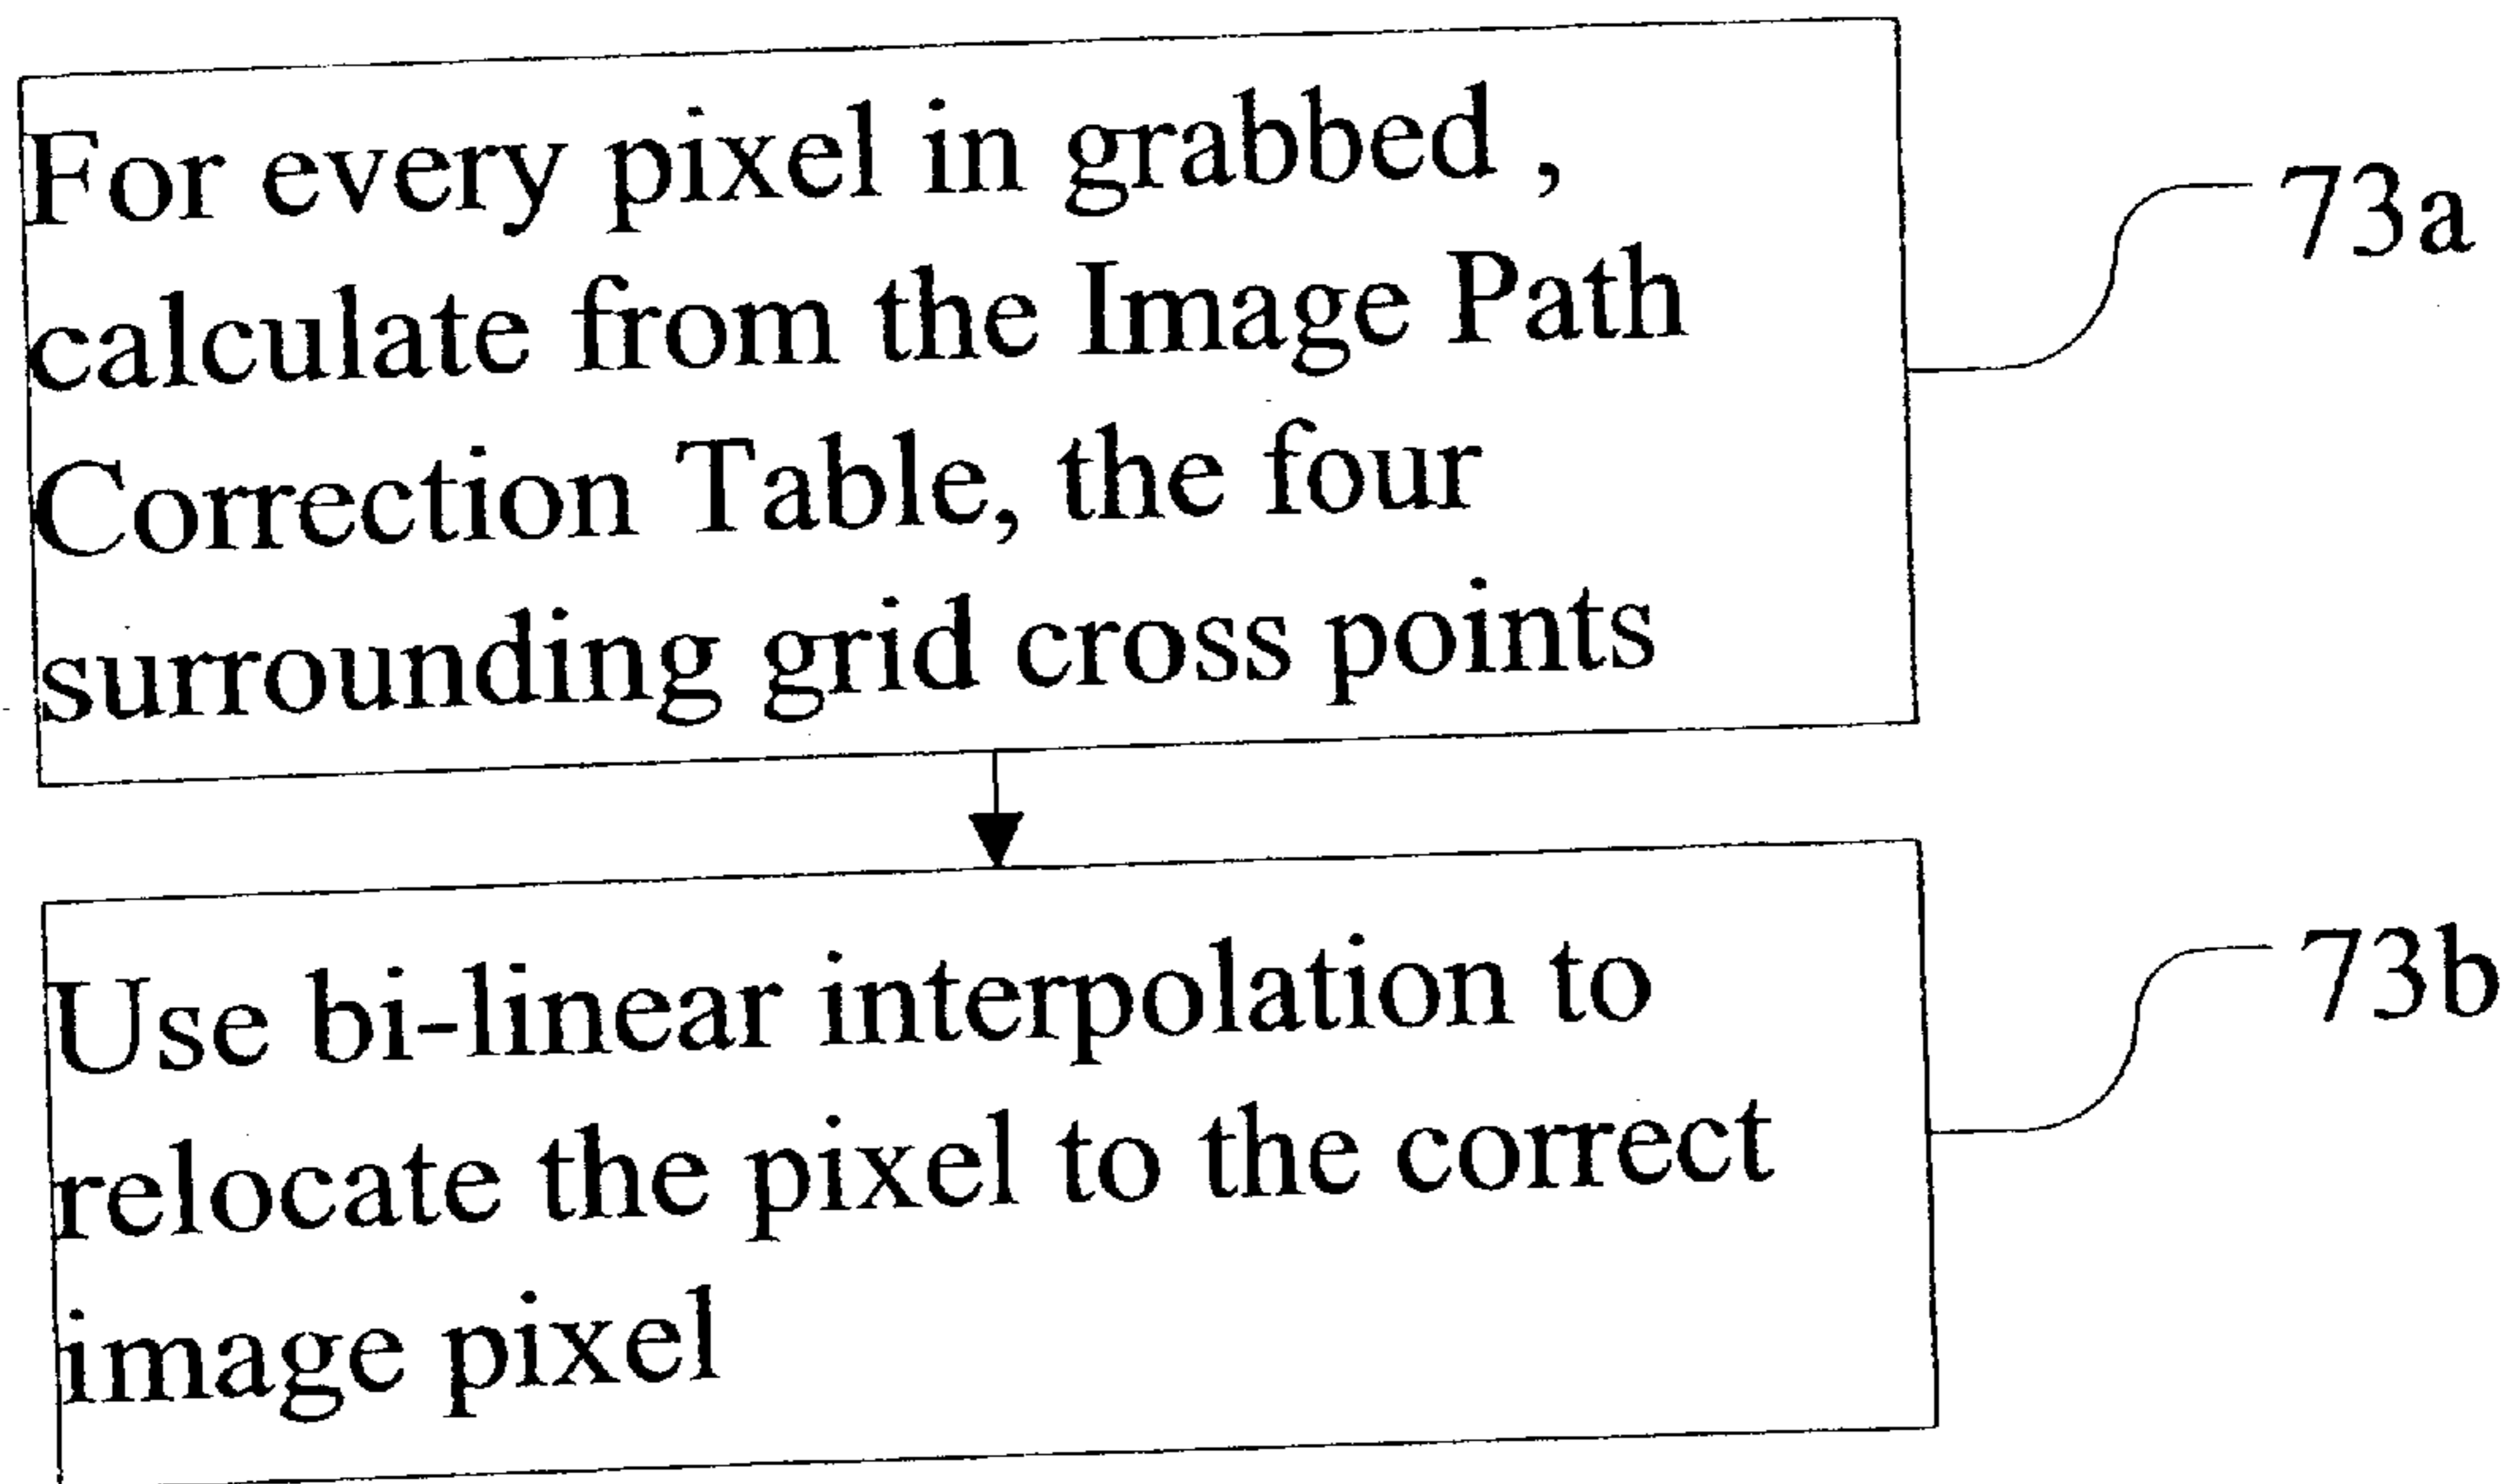 For every pixel in grabbed ,
calculate from the Image Path
Correction Table, the four
surrounding grid cross points
73a
Use bi-linear interpolation to
relocate the pixel to the correct
image pixel
73b